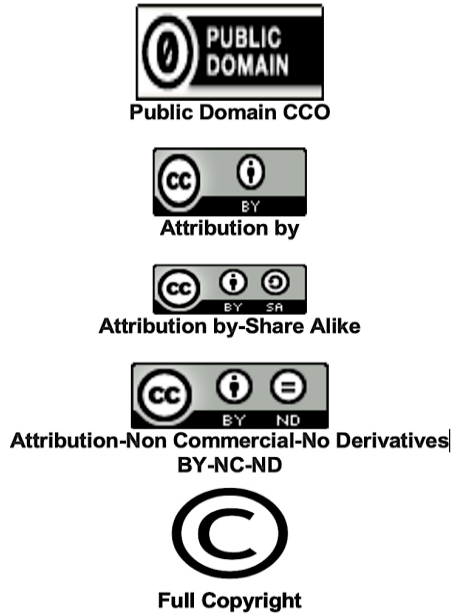 0 PUBLIC
DOMAIN
Public Domain CCO
cc
BY
Attribution by
cc
BY SA
Attribution by-Share Alike
cc
BY ND
Attribution-Non Commercial-No Derivatives
BY-NC-ND
C
Full Copyright